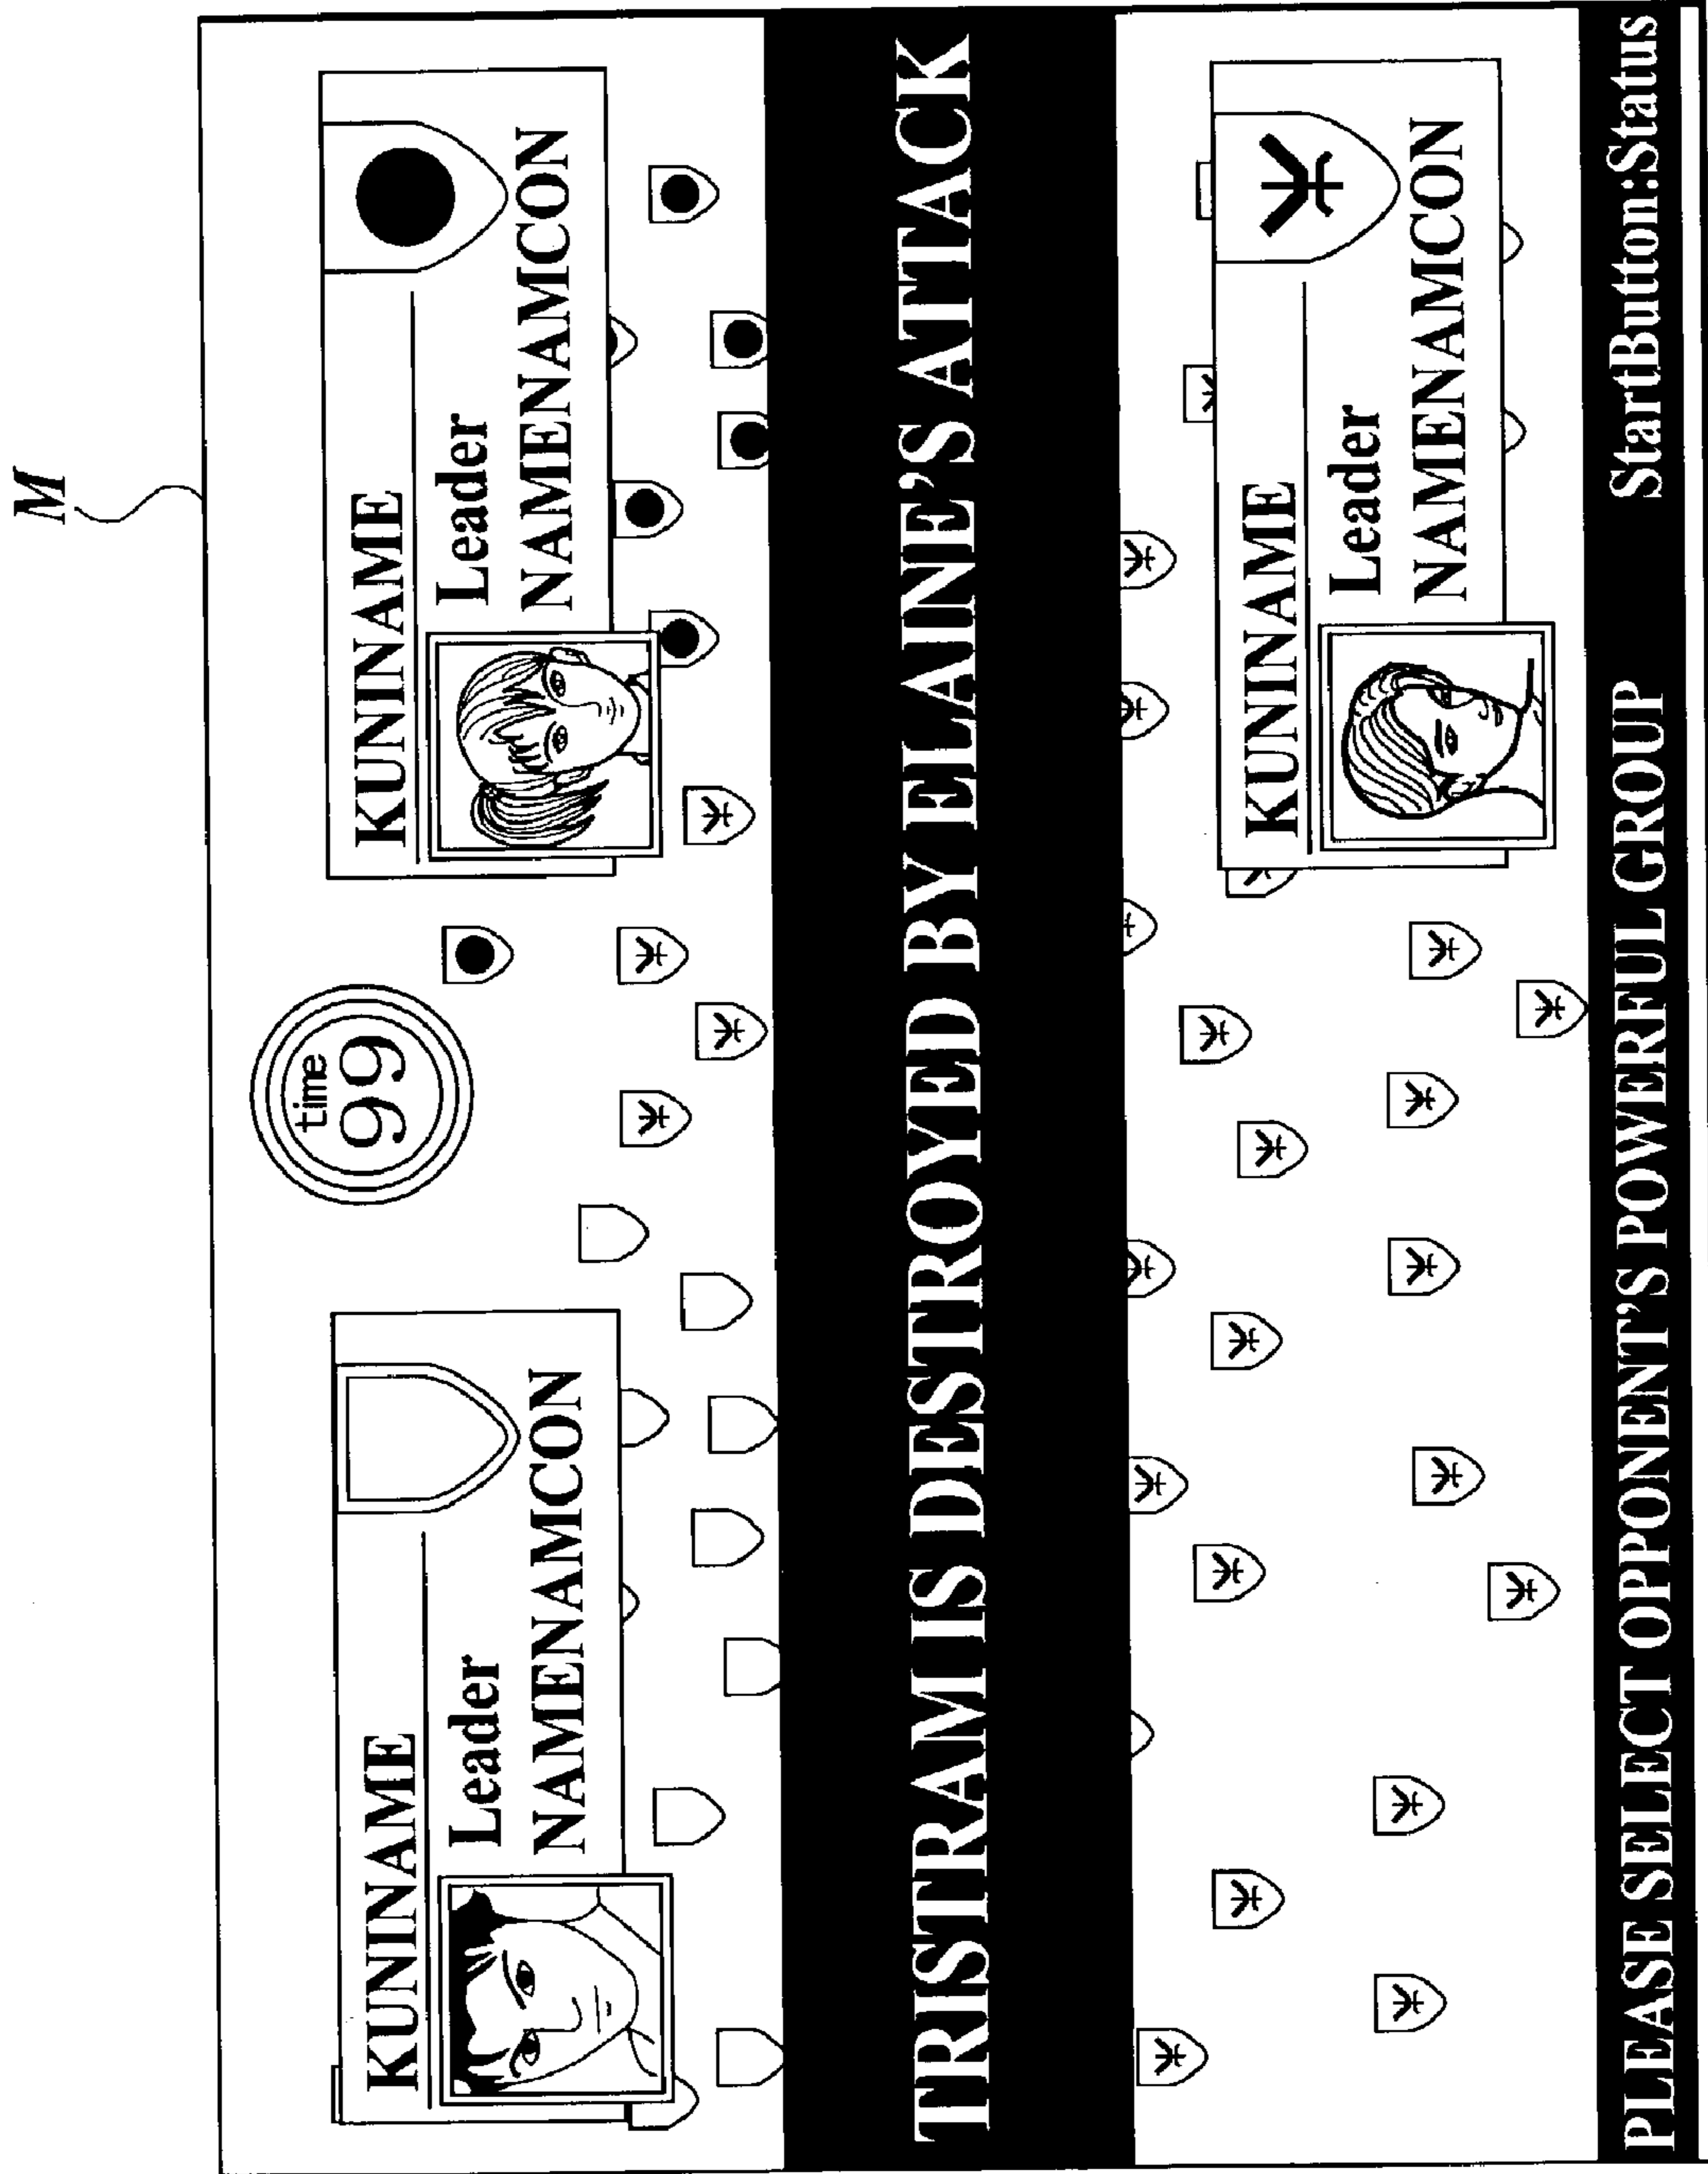 M
time
99
KUNINAME
Leader
NAMENAMCON
KUNINAME
Leader
NAMENAMCON
TRISTRAM IS DESTROYED BY ELAINE'S ATTACK
KUNINAME
Leader
NAMENAMCON
PLEASE SELECT OPPONENT'S POWERFUL GROUP StartButton:Status